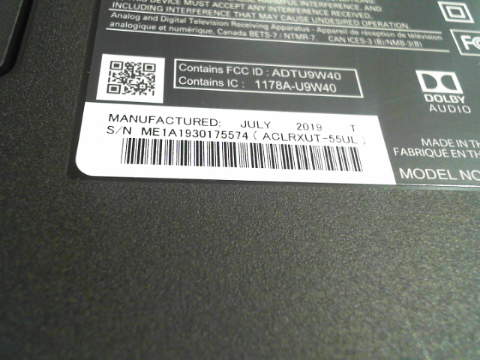 THIS DEVICE MUST ACCEPT ANY INTERFERENCE RECEIVED,
INCLUDING INTERFERENCE THAT MAY CAUSE UNDESIRED OPERATION.
Analog and Digital Television Receiving Apparatus - Appareil de réception de télévision
analogique et numérique, Canada BETS-7 / NTMR-7. CAN ICES-3 (B)/NMB-3(B)
Contains FCC ID : ADTU9W40
Contains IC : 1178A-U9W40
DOLBY
AUDIO
MANUFACTURED: JULY 2019 T
S/N ME1A1930175574 ( ACLRXUT-55UL)
MADE IN
FABRIQUÉ EN
MODEL NO